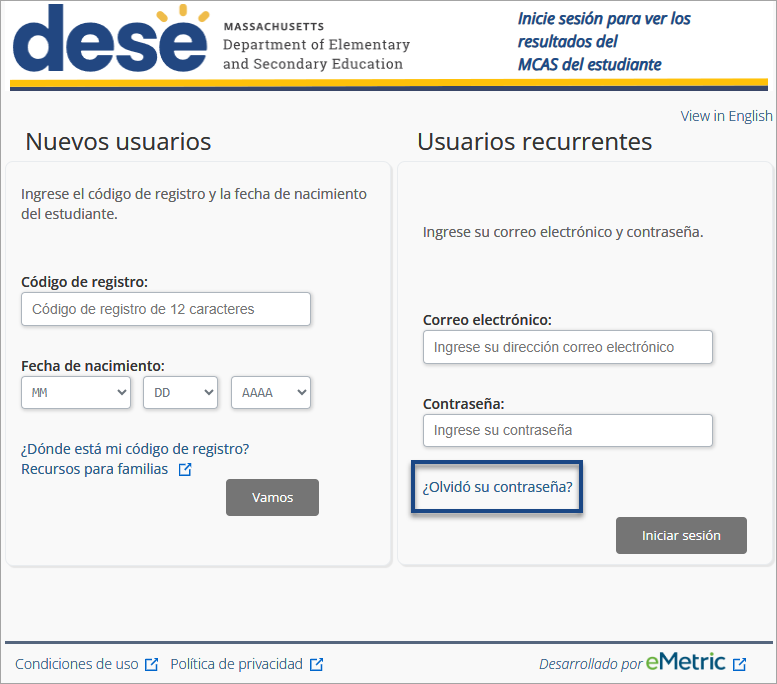 dese
MASSACHUSETTS
Department of Elementary
and Secondary Education
Inicie sesión para ver los
resultados del
MCAS del estudiante
View in English
Nuevos usuarios
Ingrese el código de registro y la fecha de nacimiento
del estudiante.
Código de registro:
Código de registro de 12 caracteres
Fecha de nacimiento:
MM DD AAAA
¿Dónde está mi código de registro?
Recursos para familias
Vamos
Usuarios recurrentes
Ingrese su correo electrónico y contraseña.
Correo electrónico:
Ingrese su dirección correo electrónico
Contraseña:
Ingrese su contraseña
¿Olvidó su contraseña?
Iniciar sesión
Condiciones de uso Política de privacidad Desarrollado por eMetric